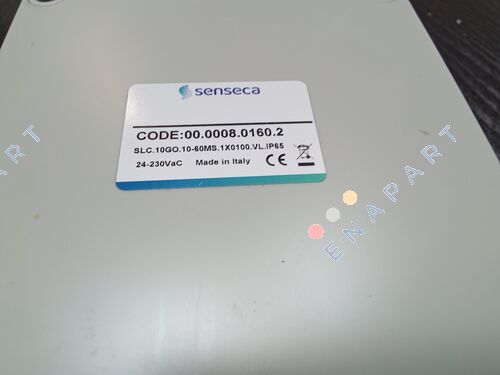 senseca
CODE:00.0008.0160.2
SLC.10GO.10-60MS.1X0100.VL.IP65
24-230VaC Made in Italy CE
ENAPART
ENAPART